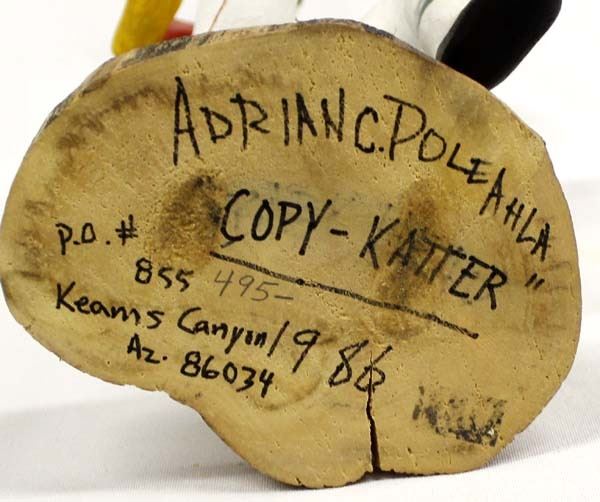 ADRIAN C. POLEAHLA
COPY-KATTER"
P.O. #
855
495-
Keams Canyon
Az. 86034
1986